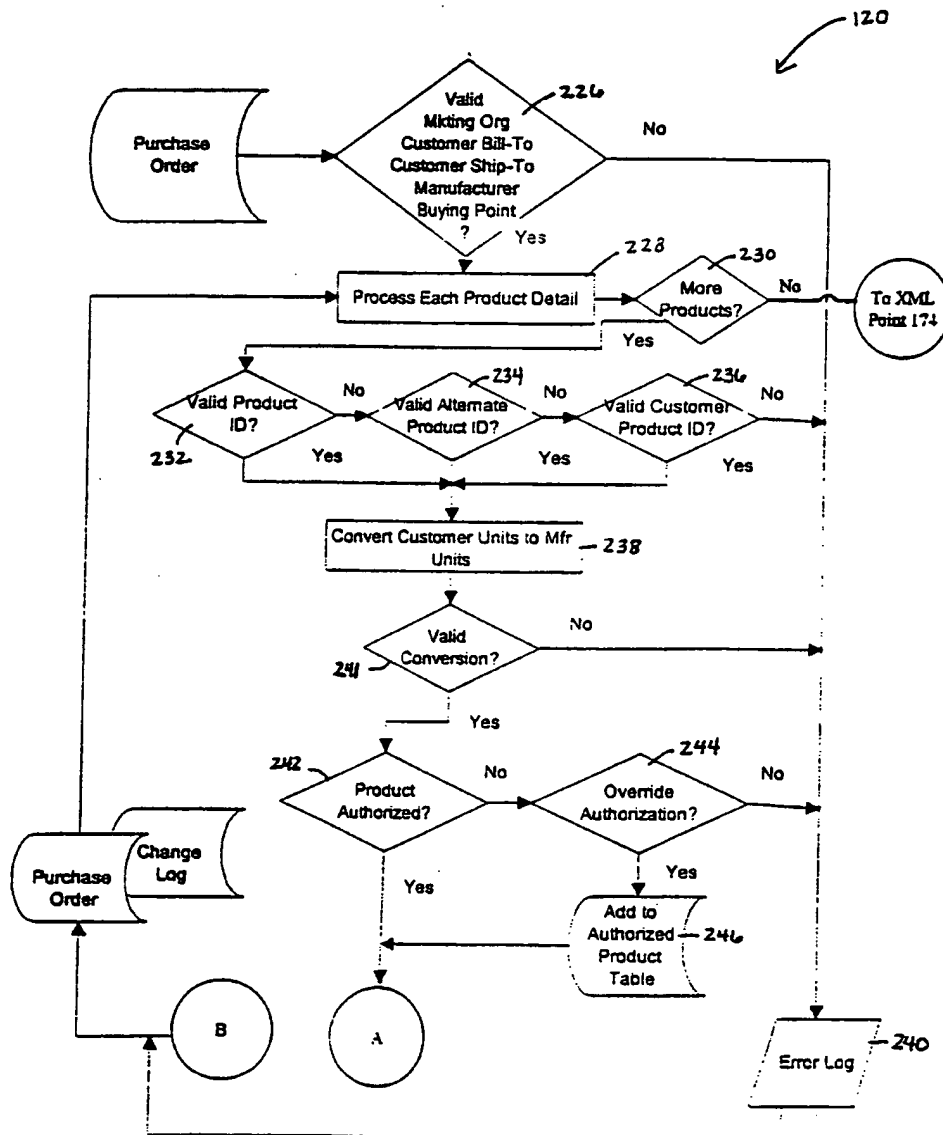 120
226
Valid
Mkting Org
Customer Bill-To
Customer Ship-To
Manufacturer
Buying Point
?
No
Purchase
Order
Yes
228
230
Process Each Product Detail
More
Products?
No
To XML
Point 174
Yes
234
236
Valid Product
ID?
No
Valid Alternate
Product ID?
No
Valid Customer
Product ID?
No
232
Yes
Yes
Yes
Convert Customer Units to Mfr
Units
238
Valid
Conversion?
No
241
Yes
242
244
Product
Authorized?
No
Override
Authorization?
No
Change
Log
Purchase
Order
Yes
Yes
Add to
Authorized
Product
Table
246
B
A
Error Log
240